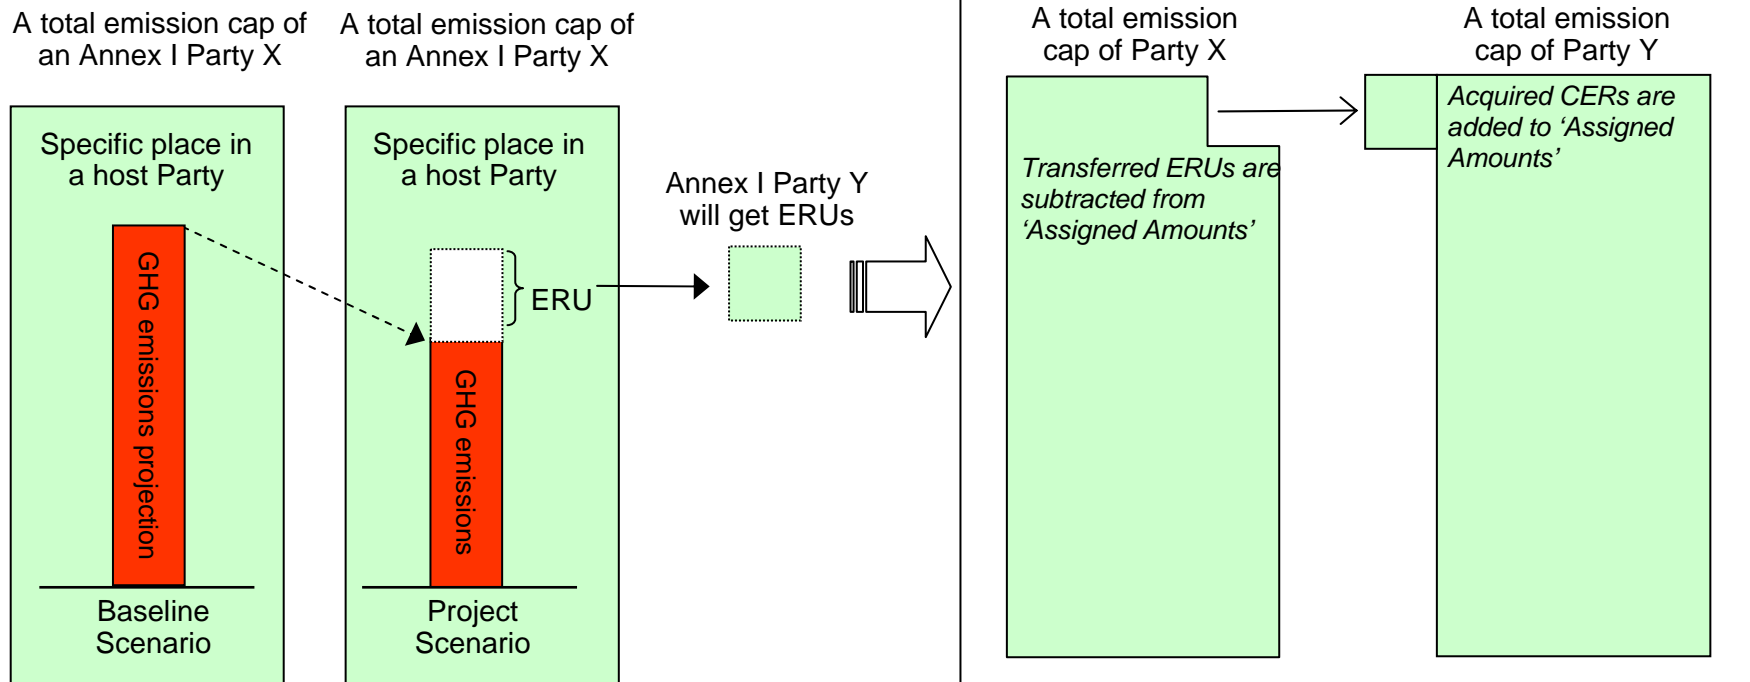 A total emission cap of
an Annex I Party X
Specific place in
a host Party
GHG emissions projection
Baseline
Scenario
A total emission cap of
an Annex I Party X
Specific place in
a host Party
ERU
GHG emissions
Project
Scenario
Annex I Party Y
will get ERUs
A total emission
cap of Party X
Transferred ERUs are
subtracted from
‘Assigned Amounts’
A total emission
cap of Party Y
Acquired CERs are
added to ‘Assigned
Amounts’